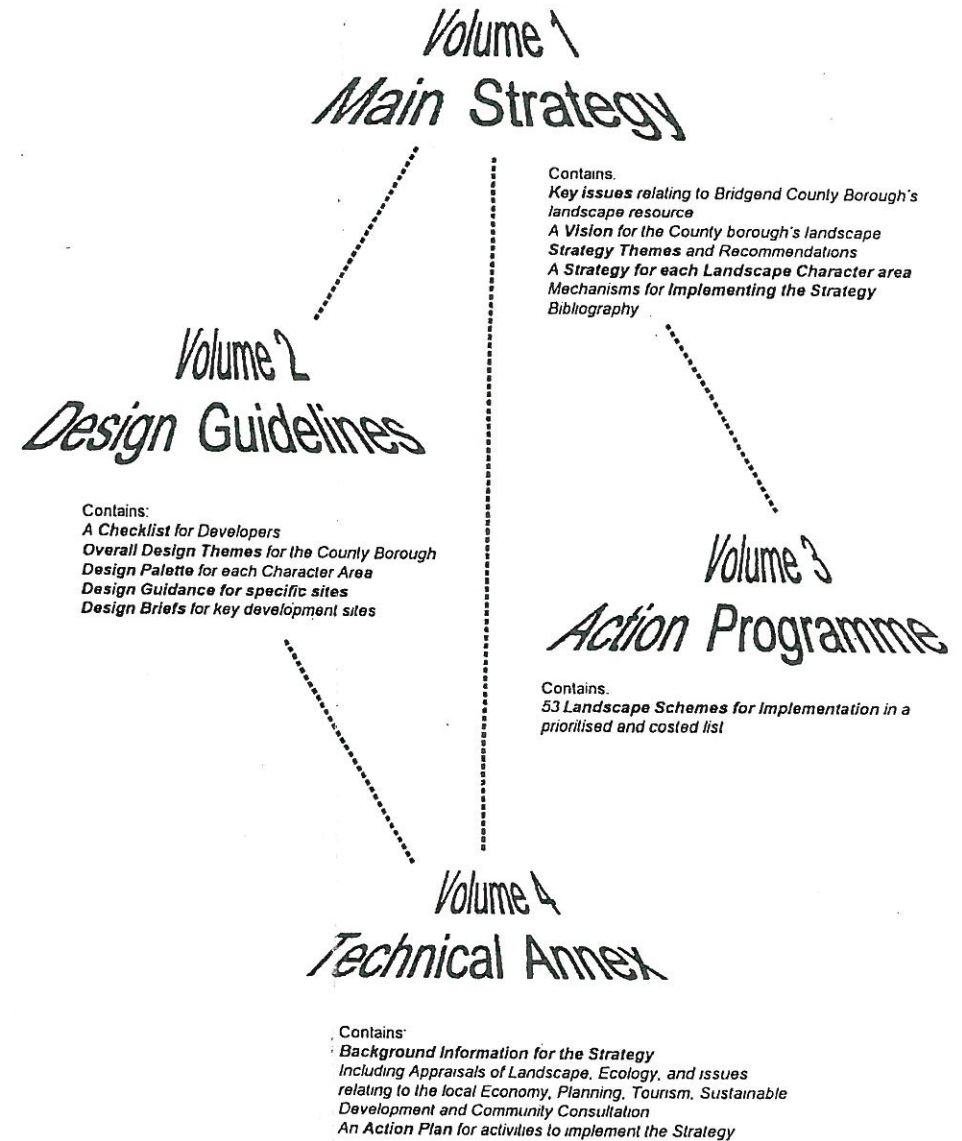 Volume 1
Main Strategy
Contains.
Key issues relating to Bridgend County Borough's
landscape resource
A Vision for the County borough's landscape
Strategy Themes and Recommendations
A Strategy for each Landscape Character area
Mechanisms for Implementing the Strategy
Bibliography
Volume 2
Design Guidelines
Contains:
A Checklist for Developers
Overall Design Themes for the County Borough
Design Palette for each Character Area
Design Guidance for specific sites
Design Briefs for key development sites
Volume 3
Action Programme
Contains.
53 Landscape Schemes for Implementation in a
prioritised and costed list
Volume 4
Technical Annex
Contains:
Background Information for the Strategy
Including Appraisals of Landscape, Ecology, and issues
relating to the local Economy, Planning, Tourism, Sustainable
Development and Community Consultation
An Action Plan for activities to implement the Strategy